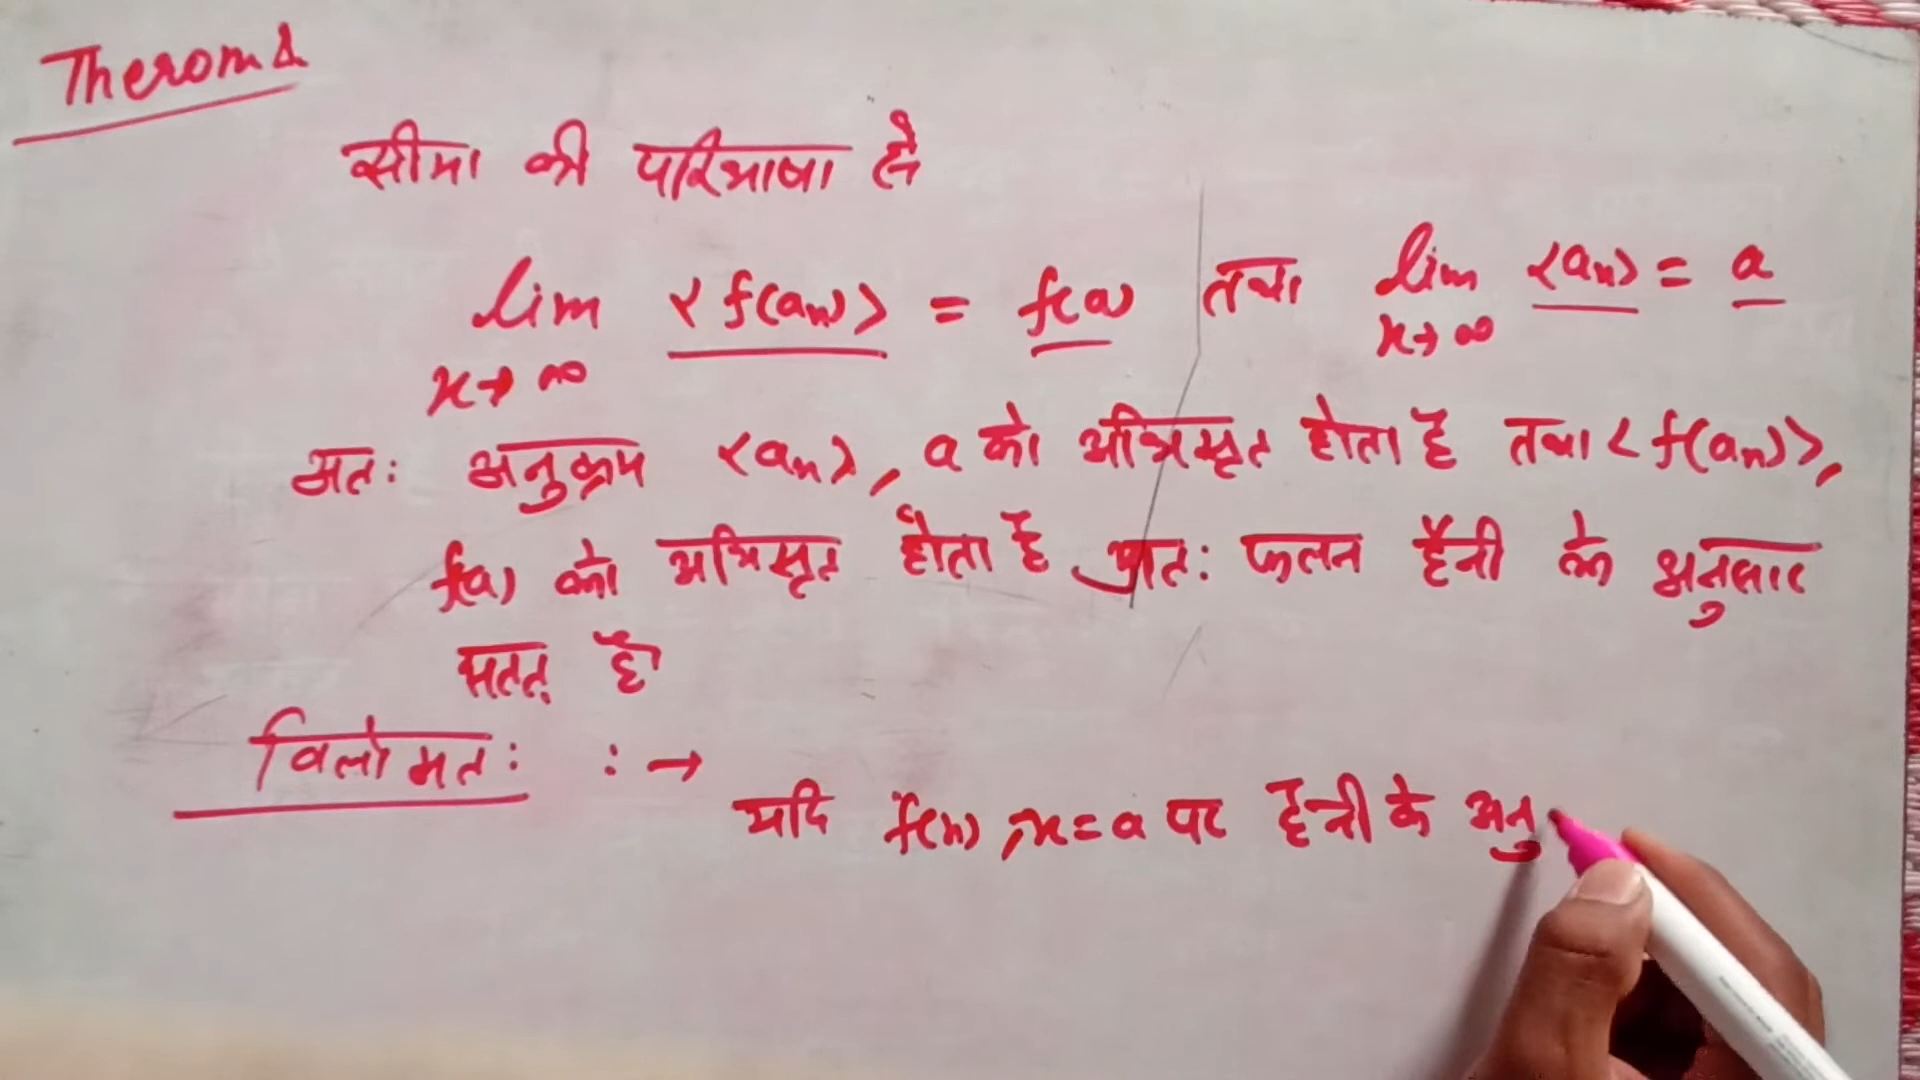 Therom 1
सीमा की परिभाषा से
lim <f(an)> = f(a) तथा lim <an> = a
x→∞ x→∞
अतः अनुक्रम <an>, a को अभिसृत होता है तथा <f(an)>,
f(a) को अभिसृत होता है अतः फलन हैनी के अनुसार
सतत् है
विलोमतः :→
यदि f(x), x=a पर हैनी के अनु